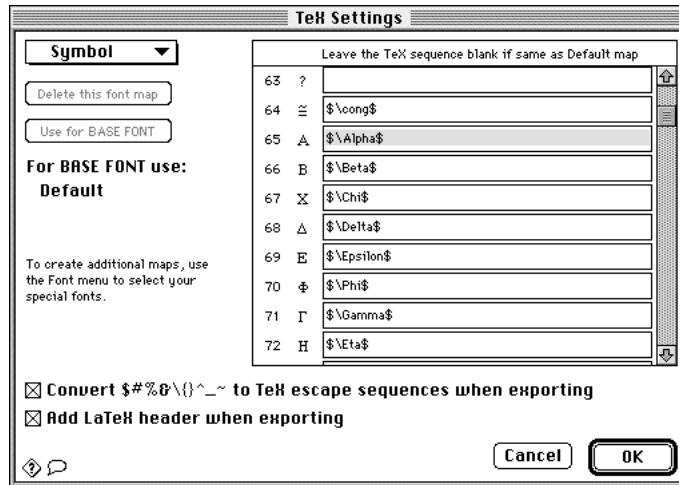 TeX Settings
Symbol
Leave the TeX sequence blank if same as Default map
Delete this font map
Use for BASE FONT
For BASE FONT use:
Default
To create additional maps, use
the Font menu to select your
special fonts.
63 ?
64 ≅ $\cong$
65 Α $\Alpha$
66 Β $\Beta$
67 Χ $\Chi$
68 Δ $\Delta$
69 Ε $\Epsilon$
70 Φ $\Phi$
71 Γ $\Gamma$
72 Η $\Eta$
Convert $#%&\{}^_~ to TeX escape sequences when exporting
Add LaTeX header when exporting
?
Cancel
OK